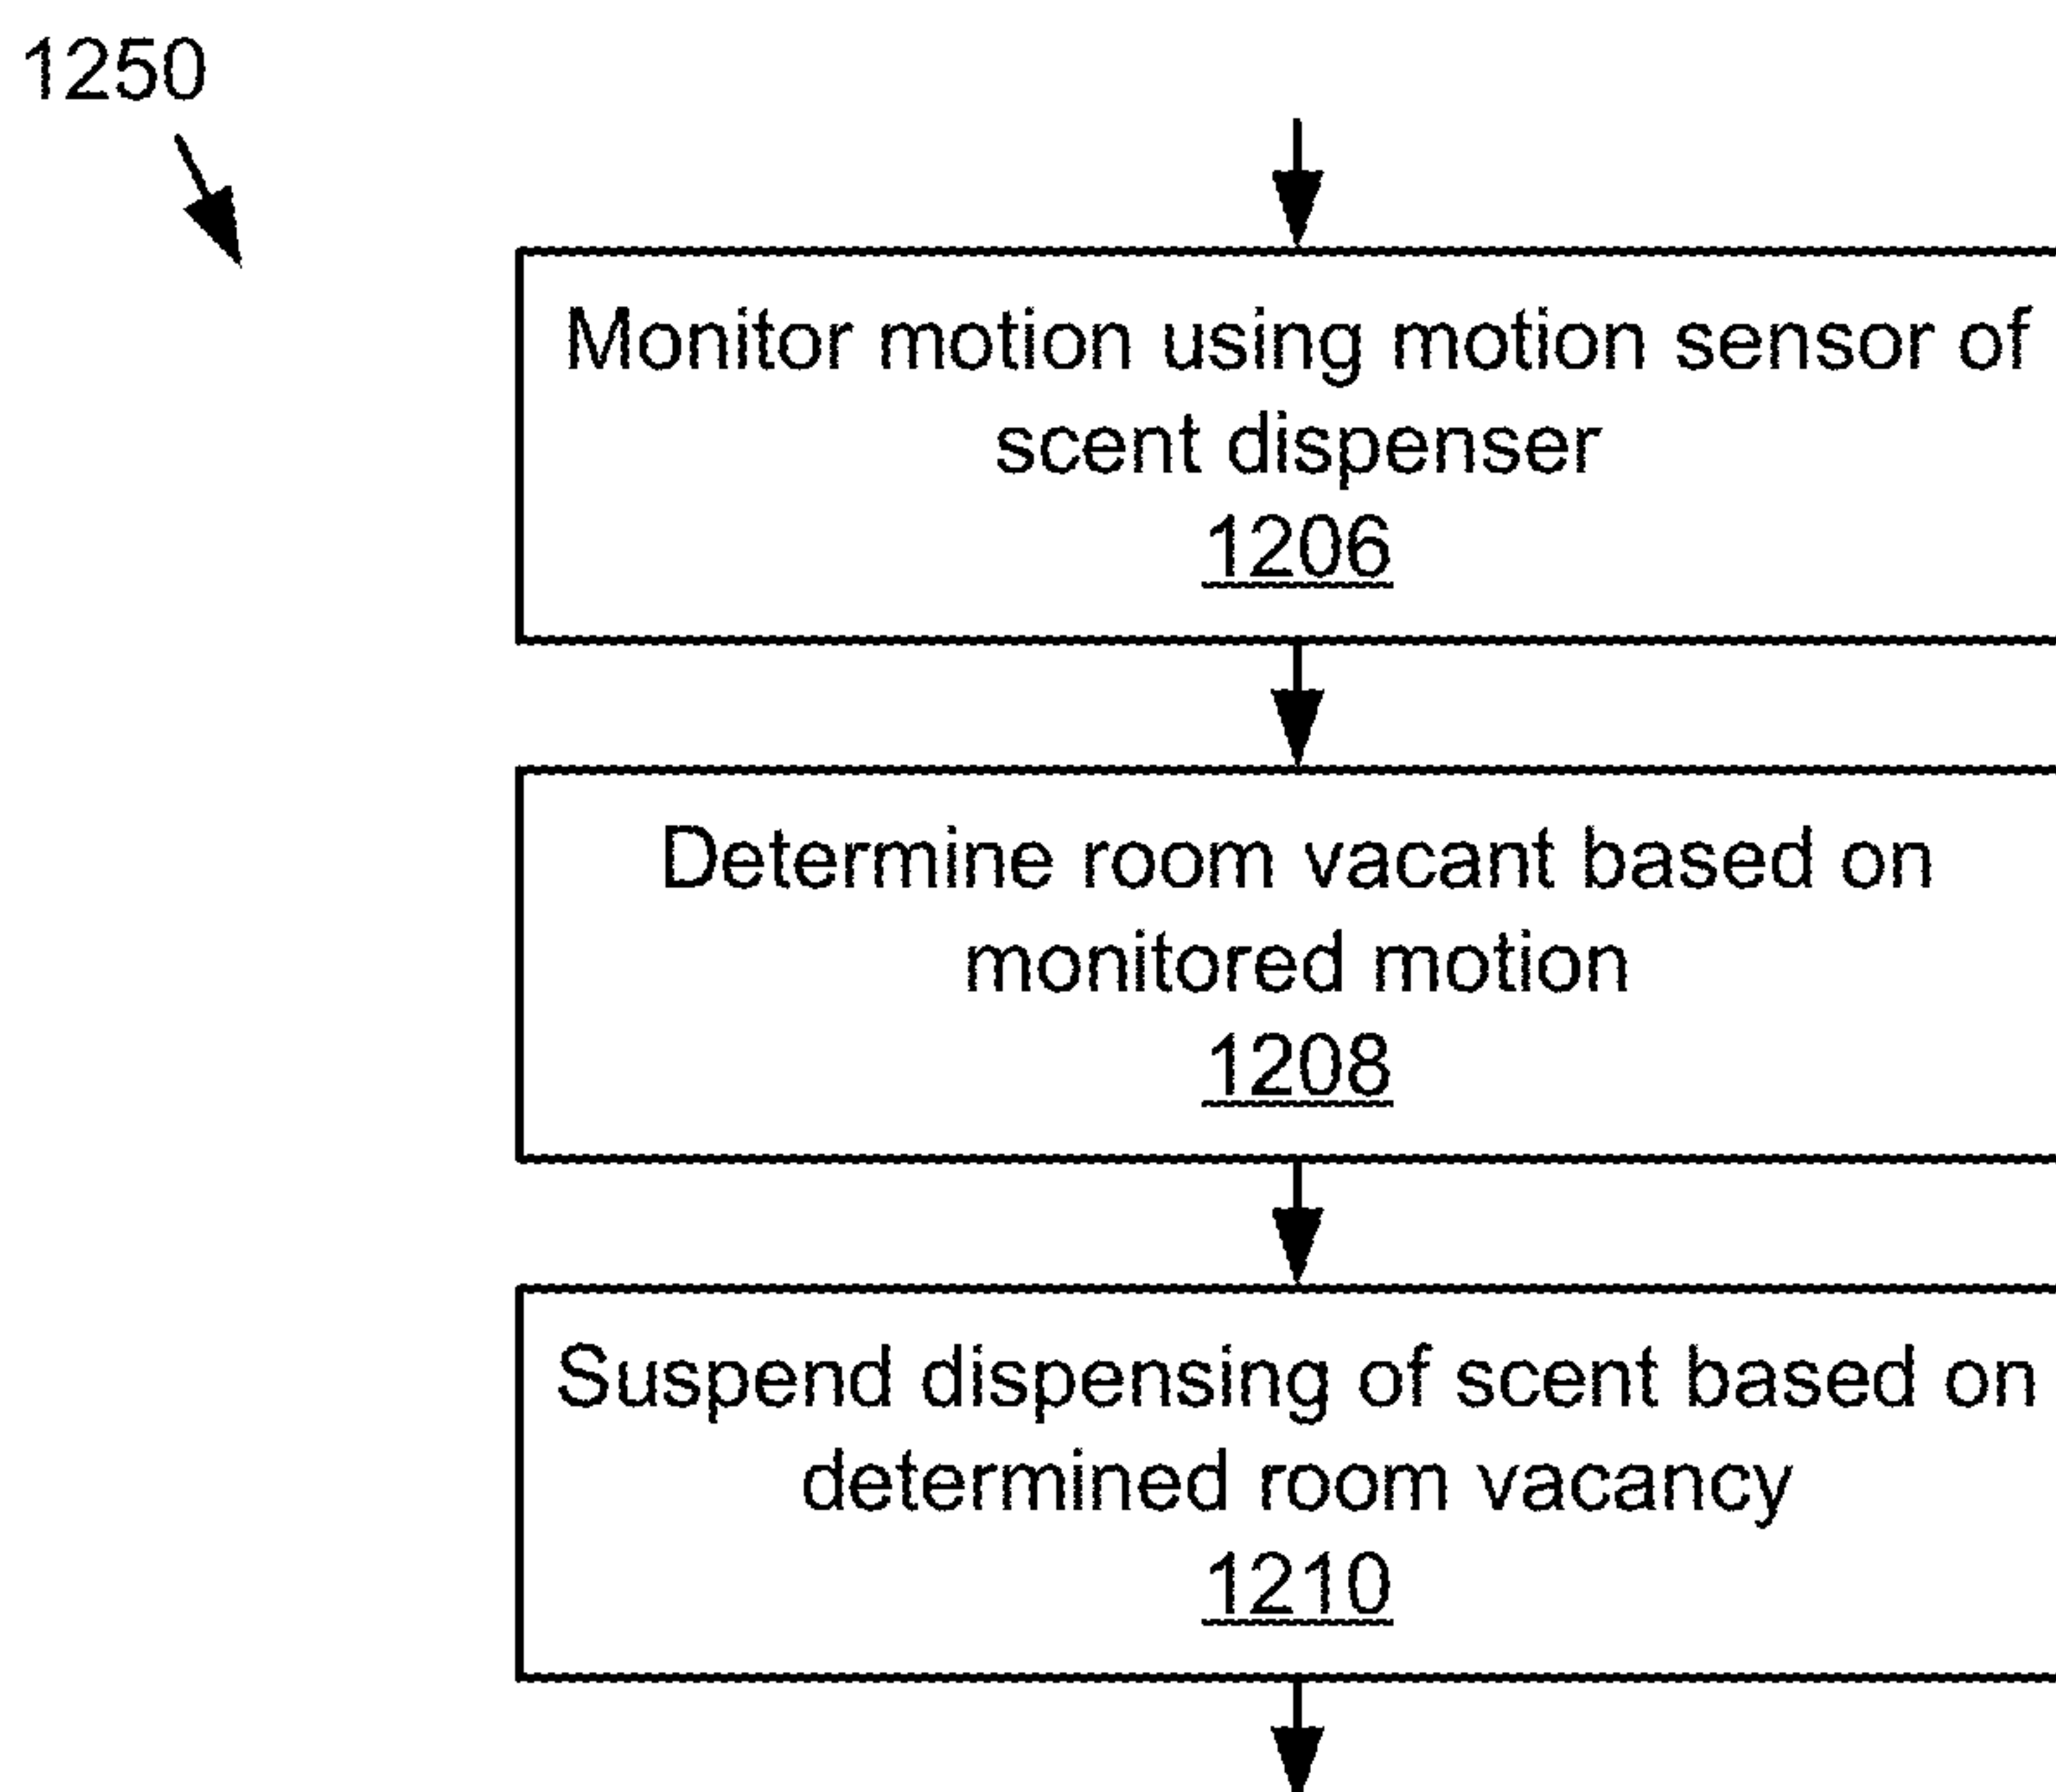 1250
Monitor motion using motion sensor of
scent dispenser
1206
Determine room vacant based on
monitored motion
1208
Suspend dispensing of scent based on
determined room vacancy
1210